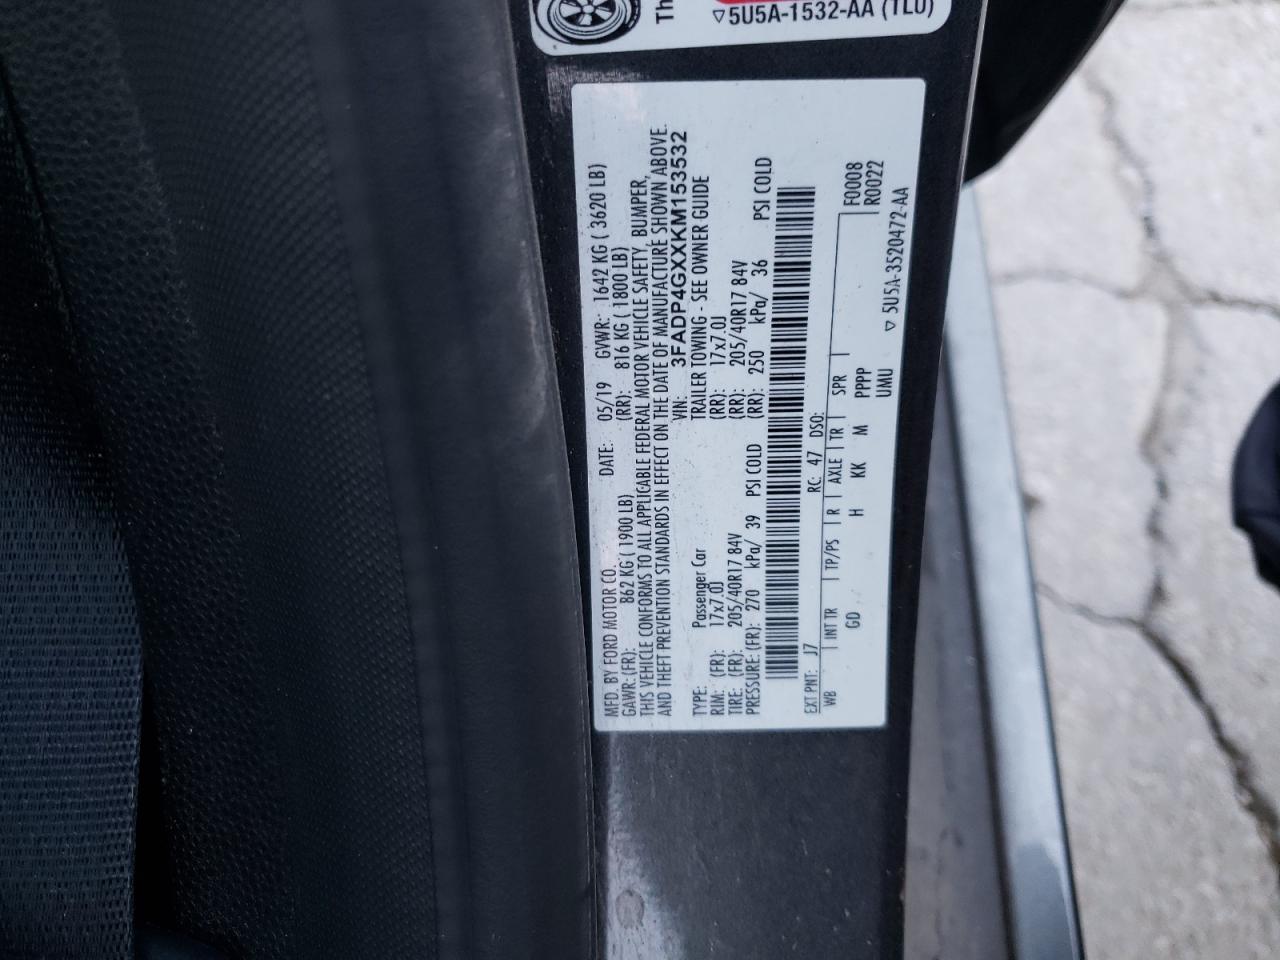 Th
▽5U5A-1532-AA (TL0)
MFD. BY FORD MOTOR CO. DATE: 05/19 GVWR: 1642 KG ( 3620 LB)
GAWR: (FR): 862 KG ( 1900 LB) (RR): 816 KG ( 1800 LB)
THIS VEHICLE CONFORMS TO ALL APPLICABLE FEDERAL MOTOR VEHICLE SAFETY, BUMPER,
AND THEFT PREVENTION STANDARDS IN EFFECT ON THE DATE OF MANUFACTURE SHOWN ABOVE.
VIN: 3FADP4GXXKM153532
TYPE: Passenger Car TRAILER TOWING - SEE OWNER GUIDE
RIM: (FR): 17x7.0J (RR): 17x7.0J
TIRE: (FR): 205/40R17 84V (RR): 205/40R17 84V
PRESSURE: (FR): 270 kPa/ 39 PSI COLD (RR): 250 kPa/ 36 PSI COLD
EXT PNT: J7 RC: 47 DSO:
WB INT TR TP/PS R AXLE TR SPR F0008
GD H KK M PPPP R0022
UMU
▽ 5U5A-3520472-AA